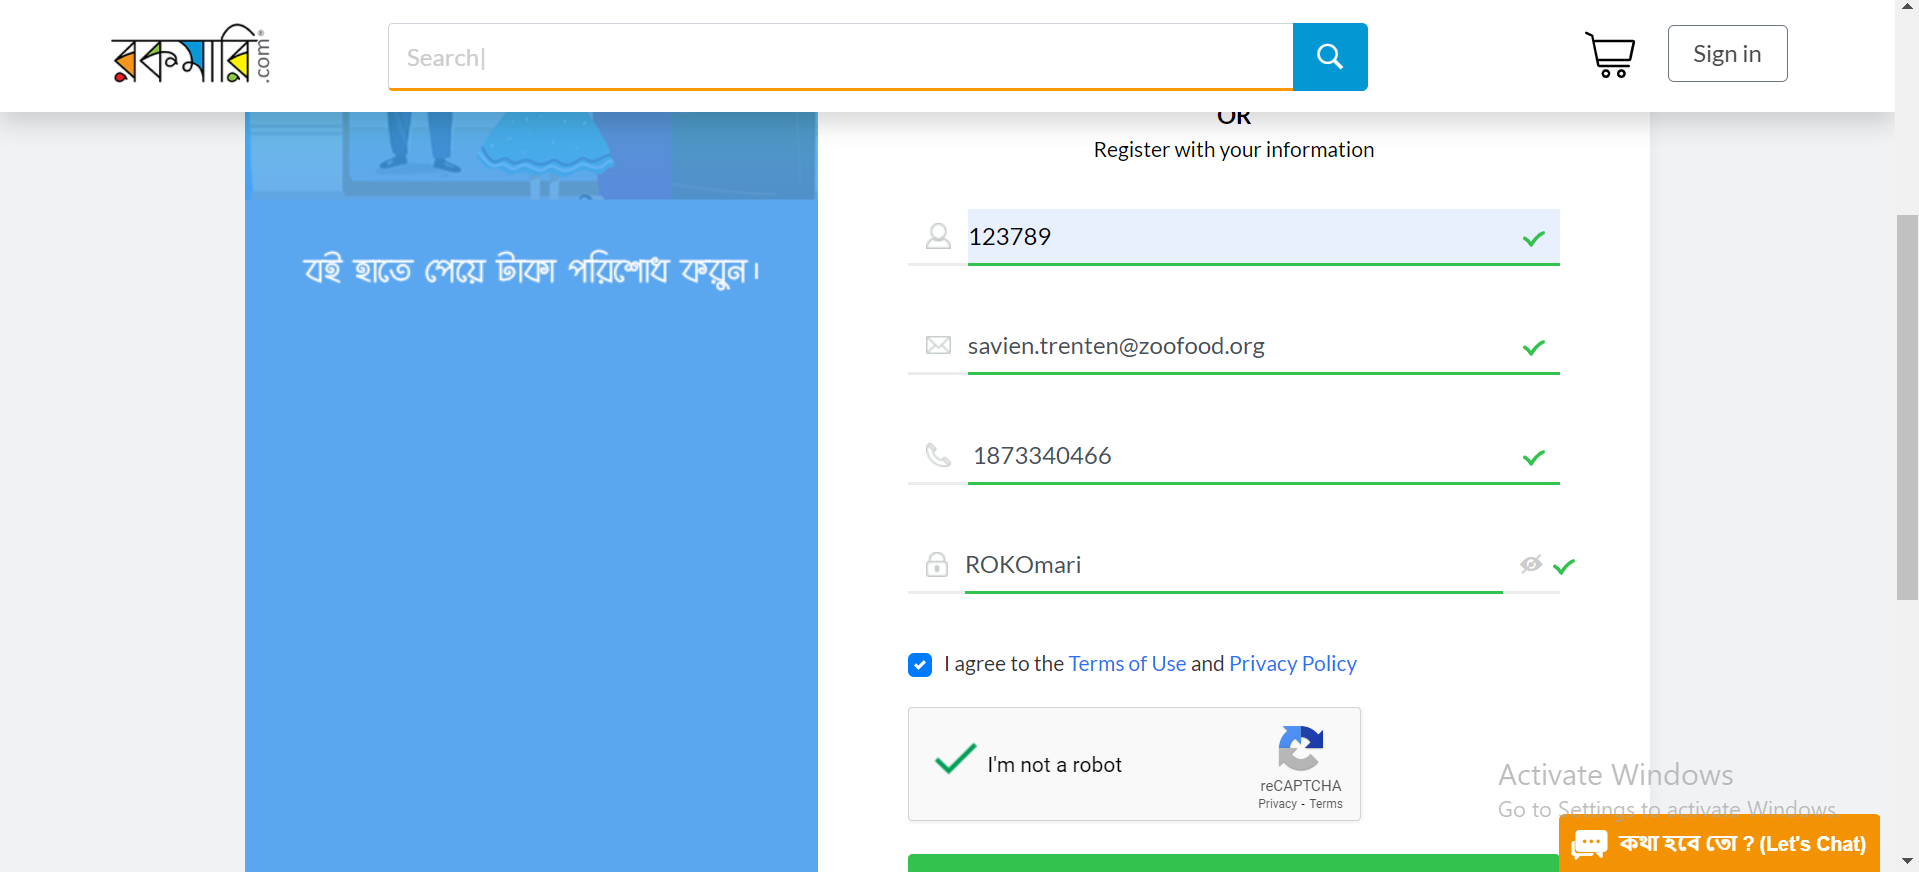 রকমারি.com®
Search
Sign in
OR
Register with your information
বই হাতে পেয়ে টাকা পরিশোধ করুন।
123789
savien.trenten@zoofood.org
1873340466
ROKOmari
I agree to the Terms of Use and Privacy Policy
I'm not a robot
reCAPTCHA
Privacy - Terms
Activate Windows
Go to Settings to activate Windows.
কথা হবে তো ? (Let's Chat)